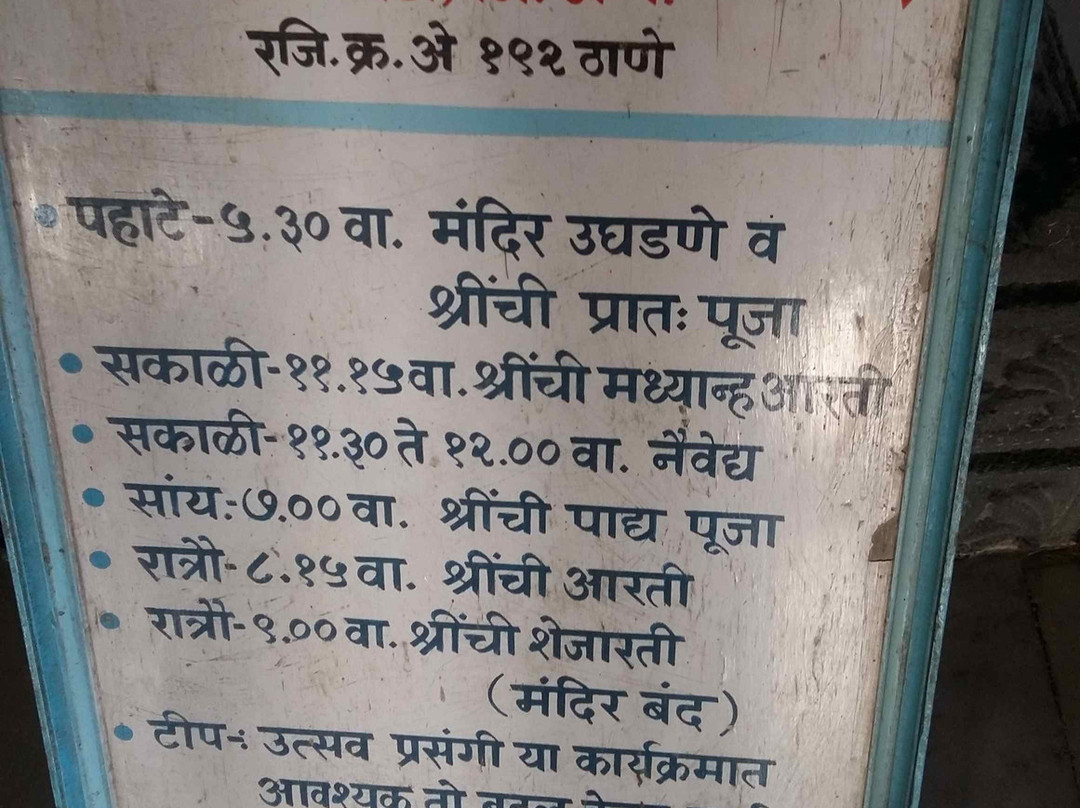 रजि.क्र.अे १९२ ठाणे
• पहाटे-५.३० वा. मंदिर उघडणे व
श्रींची प्रातः पूजा
• सकाळी-११.१५ वा. श्रींची मध्यान्ह आरती
• सकाळी-११.३० ते १२.०० वा. नैवेद्य
• सांय:७.०० वा. श्रींची पाद्य पूजा
• रात्रौ-८.१५ वा. श्रींची आरती
• रात्रौ-९.०० वा. श्रींची शेजारती
(मंदिर बंद)
• टीप-: उत्सव प्रसंगी या कार्यक्रमात
आवश्यक तो